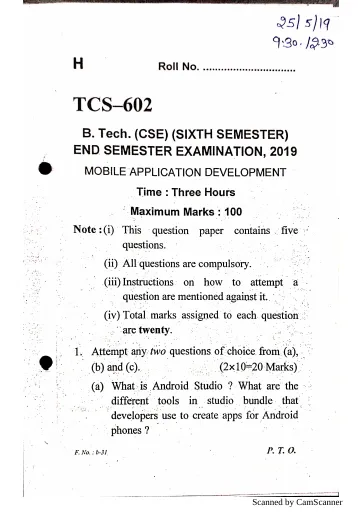 25/5/19
9:30-1230
H
Roll No. ................................
TCS–602
B. Tech. (CSE) (SIXTH SEMESTER)
END SEMESTER EXAMINATION, 2019
MOBILE APPLICATION DEVELOPMENT
Time : Three Hours
Maximum Marks : 100
Note : (i) This question paper contains five
questions.
(ii) All questions are compulsory.
(iii) Instructions on how to attempt a
question are mentioned against it.
(iv) Total marks assigned to each question
are twenty.
1. Attempt any two questions of choice from (a),
(b) and (c). (2×10=20 Marks)
(a) What is Android Studio ? What are the
different tools in studio bundle that
developers use to create apps for Android
phones ?
F. No. : b-31 P. T. O.
Scanned by CamScanner